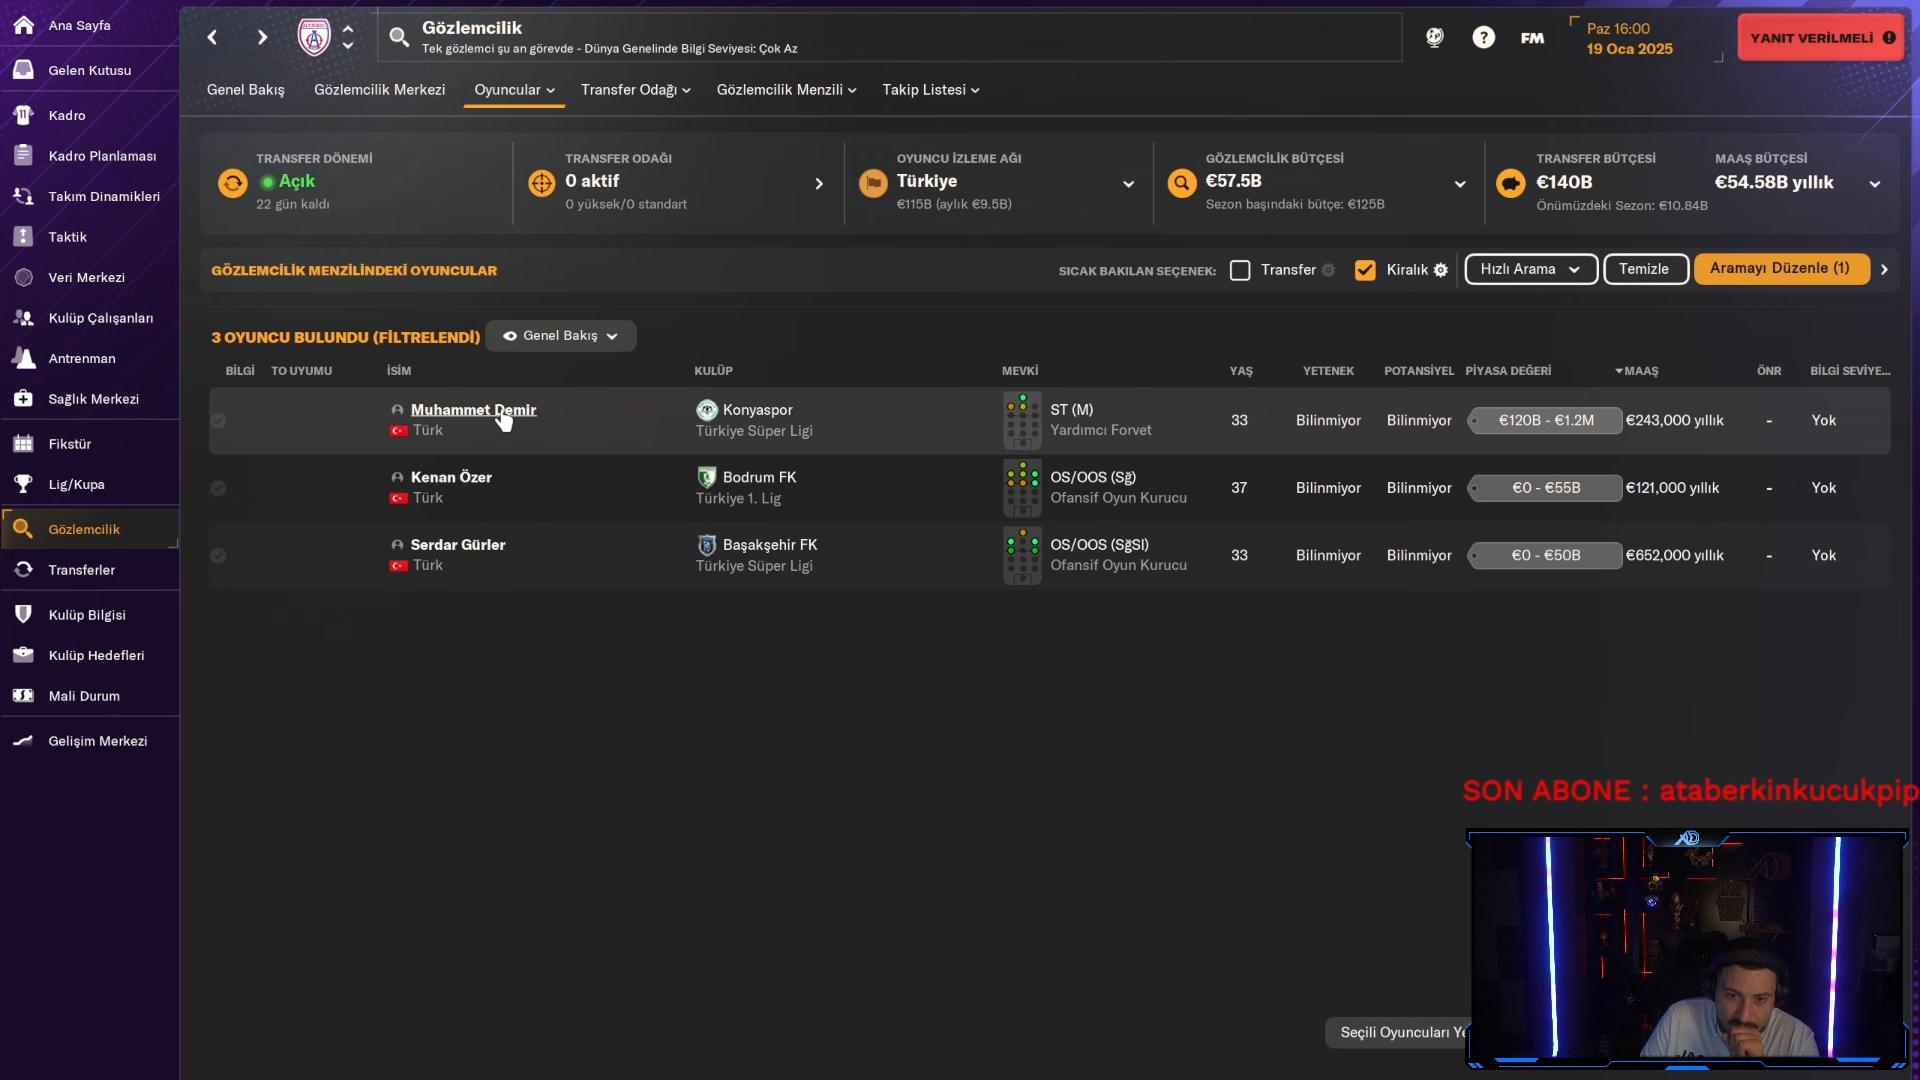 Ana Sayfa
Gelen Kutusu
Kadro
Kadro Planlaması
Takım Dinamikleri
Taktik
Veri Merkezi
Kulüp Çalışanları
Antrenman
Sağlık Merkezi
Fikstür
Lig/Kupa
Gözlemcilik
Transferler
Kulüp Bilgisi
Kulüp Hedefleri
Mali Durum
Gelişim Merkezi
Gözlemcilik
Tek gözlemci şu an görevde - Dünya Genelinde Bilgi Seviyesi: Çok Az
FM
Paz 16:00
19 Oca 2025
YANIT VERİLMELİ
Genel Bakış Gözlemcilik Merkezi Oyuncular Transfer Odağı Gözlemcilik Menzili Takip Listesi
TRANSFER DÖNEMİ
Açık
22 gün kaldı
TRANSFER ODAĞI
0 aktif
0 yüksek/0 standart
OYUNCU İZLEME AĞI
Türkiye
€115B (aylık €9.5B)
GÖZLEMCİLİK BÜTÇESİ
€57.5B
Sezon başındaki bütçe: €125B
TRANSFER BÜTÇESİ MAAŞ BÜTÇESİ
€140B €54.58B yıllık
Önümüzdeki Sezon: €10.84B
GÖZLEMCİLİK MENZİLİNDEKİ OYUNCULAR
SICAK BAKILAN SEÇENEK: Transfer Kiralık Hızlı Arama Temizle Aramayı Düzenle (1)
3 OYUNCU BULUNDU (FİLTRELENDİ) Genel Bakış
BİLGİ TO UYUMU İSİM KULÜP MEVKİ YAŞ YETENEK POTANSİYEL PİYASA DEĞERİ MAAŞ ÖNR BİLGİ SEVİYE...
Muhammet Demir Konyaspor ST (M) 33 Bilinmiyor Bilinmiyor €120B - €1.2M €243,000 yıllık - Yok
Türk Türkiye Süper Ligi Yardımcı Forvet
Kenan Özer Bodrum FK OS/OOS (Sğ) 37 Bilinmiyor Bilinmiyor €0 - €55B €121,000 yıllık - Yok
Türk Türkiye 1. Lig Ofansif Oyun Kurucu
Serdar Gürler Başakşehir FK OS/OOS (SğSl) 33 Bilinmiyor Bilinmiyor €0 - €50B €652,000 yıllık - Yok
Türk Türkiye Süper Ligi Ofansif Oyun Kurucu
SON ABONE : ataberkinkucukpip
Seçili Oyuncuları Ye